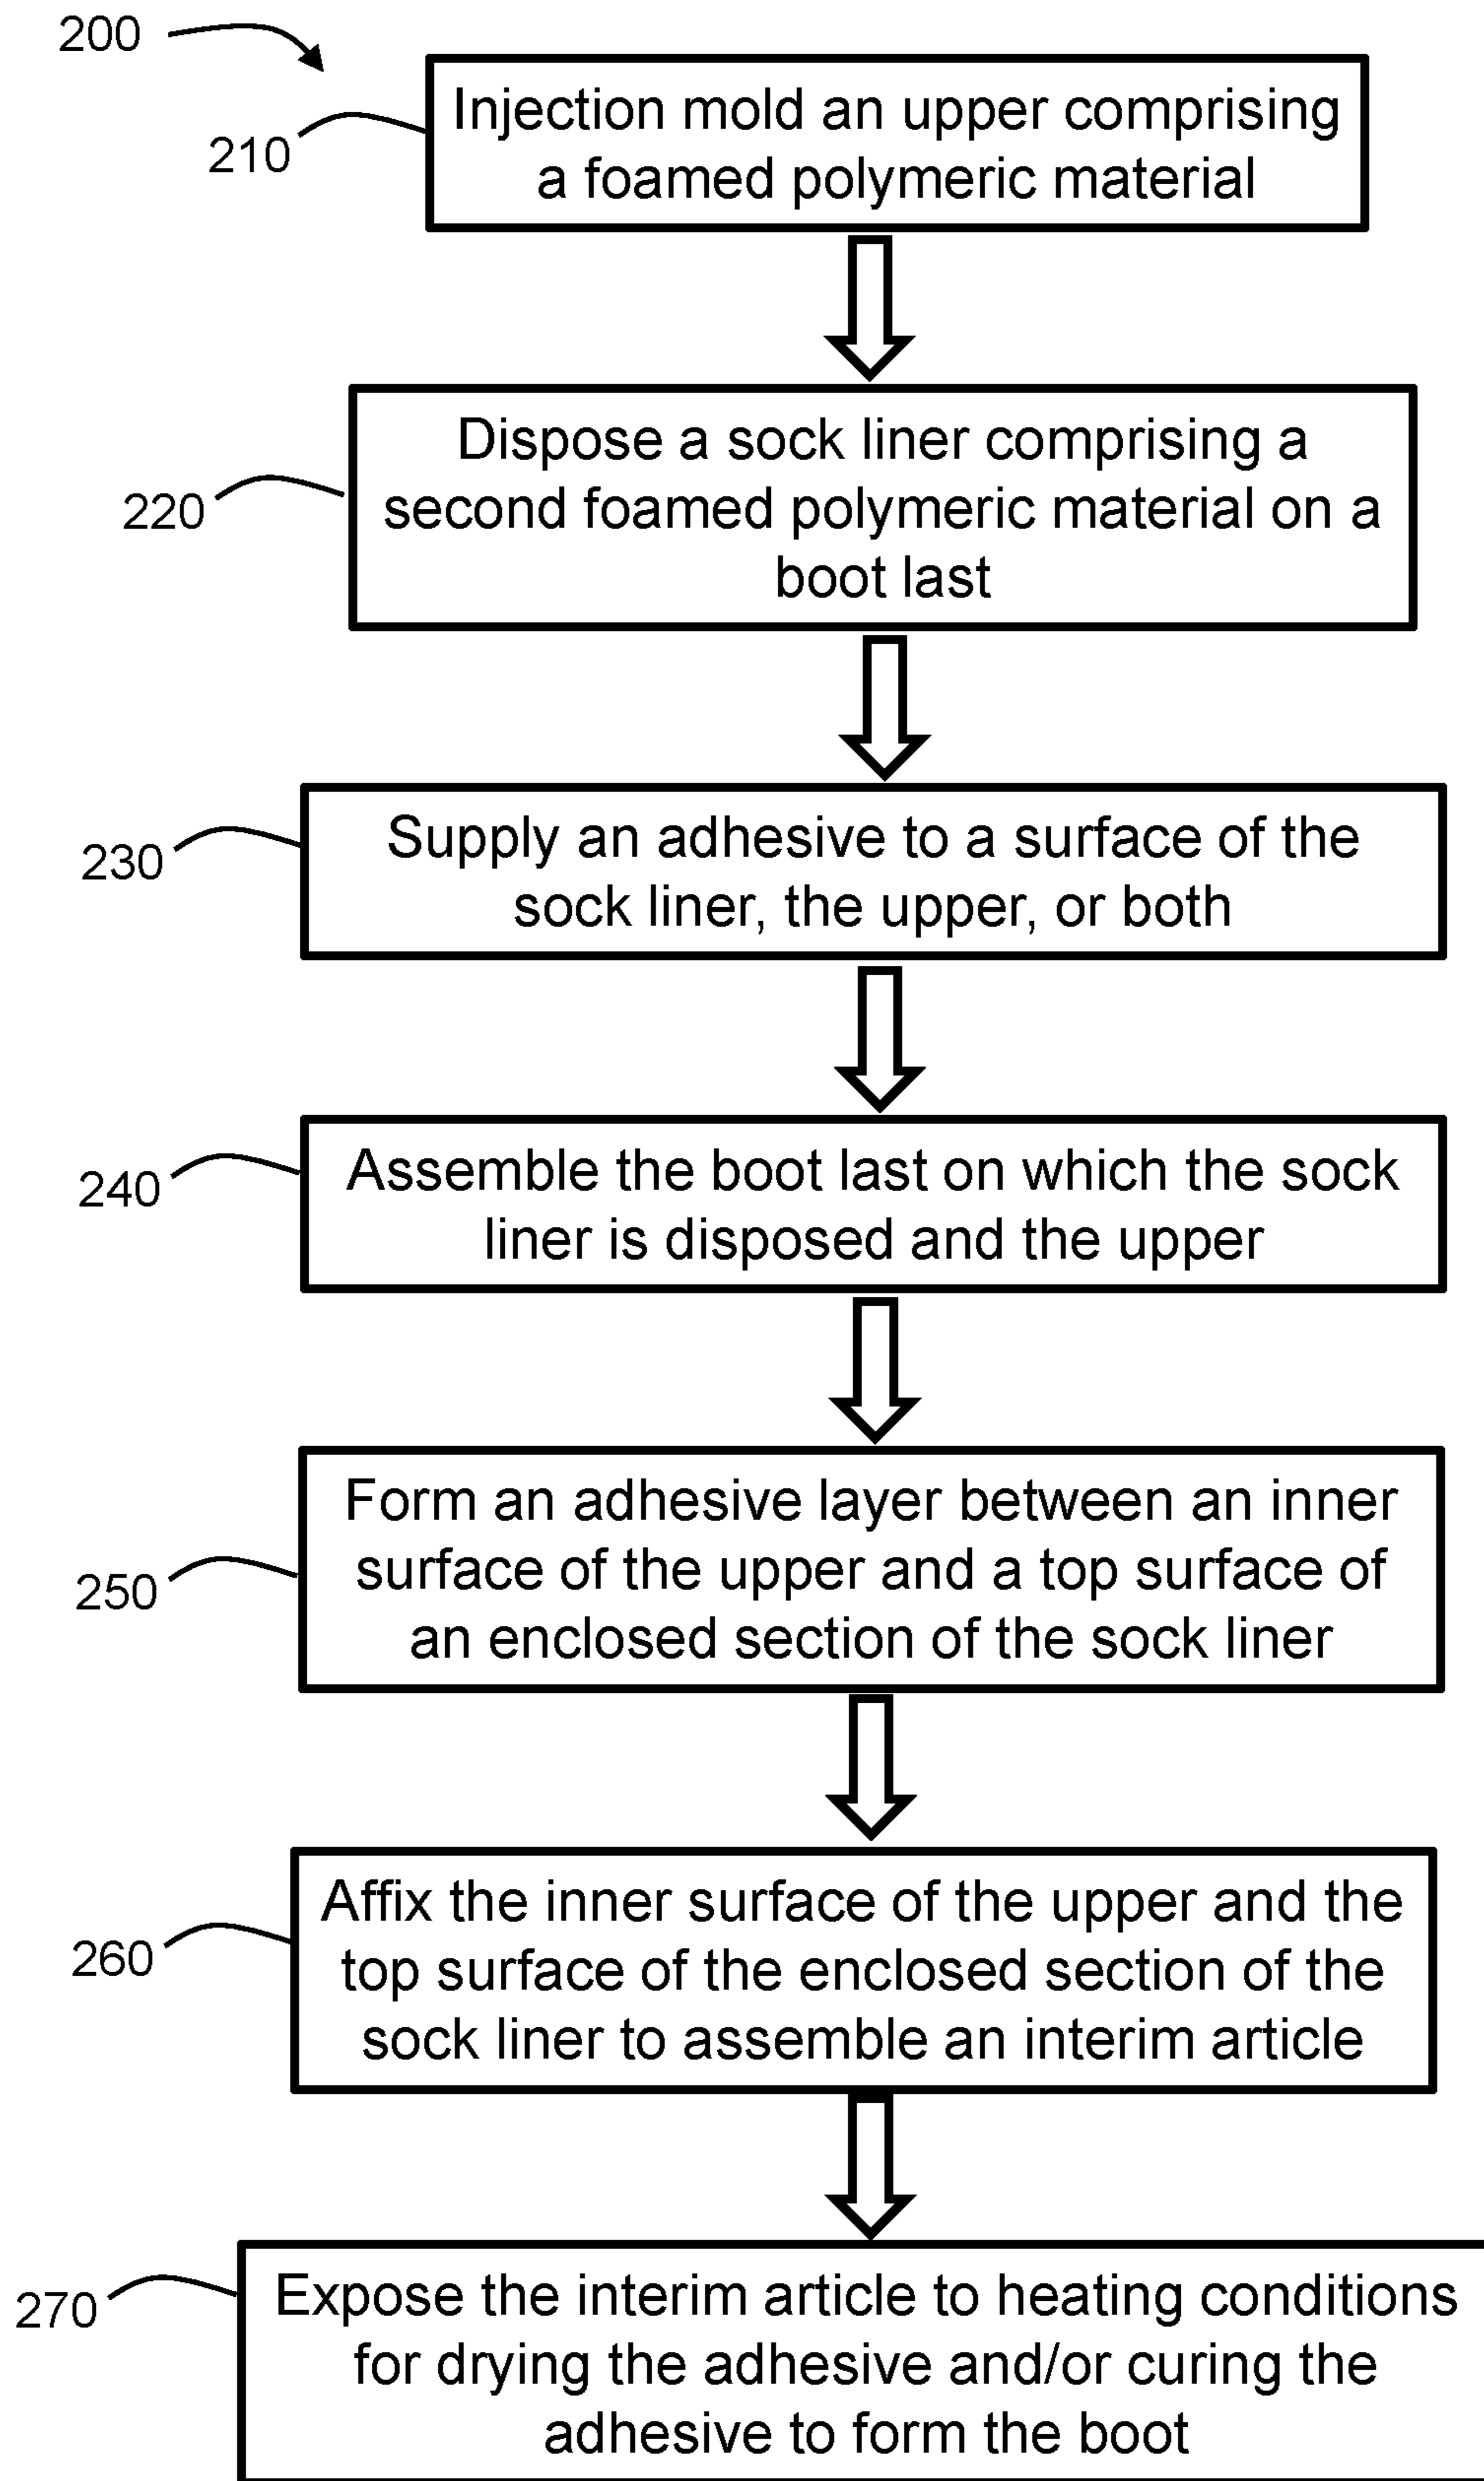 200
210
Injection mold an upper comprising
a foamed polymeric material
220
Dispose a sock liner comprising a
second foamed polymeric material on a
boot last
230
Supply an adhesive to a surface of the
sock liner, the upper, or both
240
Assemble the boot last on which the sock
liner is disposed and the upper
250
Form an adhesive layer between an inner
surface of the upper and a top surface of
an enclosed section of the sock liner
260
Affix the inner surface of the upper and the
top surface of the enclosed section of the
sock liner to assemble an interim article
270
Expose the interim article to heating conditions
for drying the adhesive and/or curing the
adhesive to form the boot